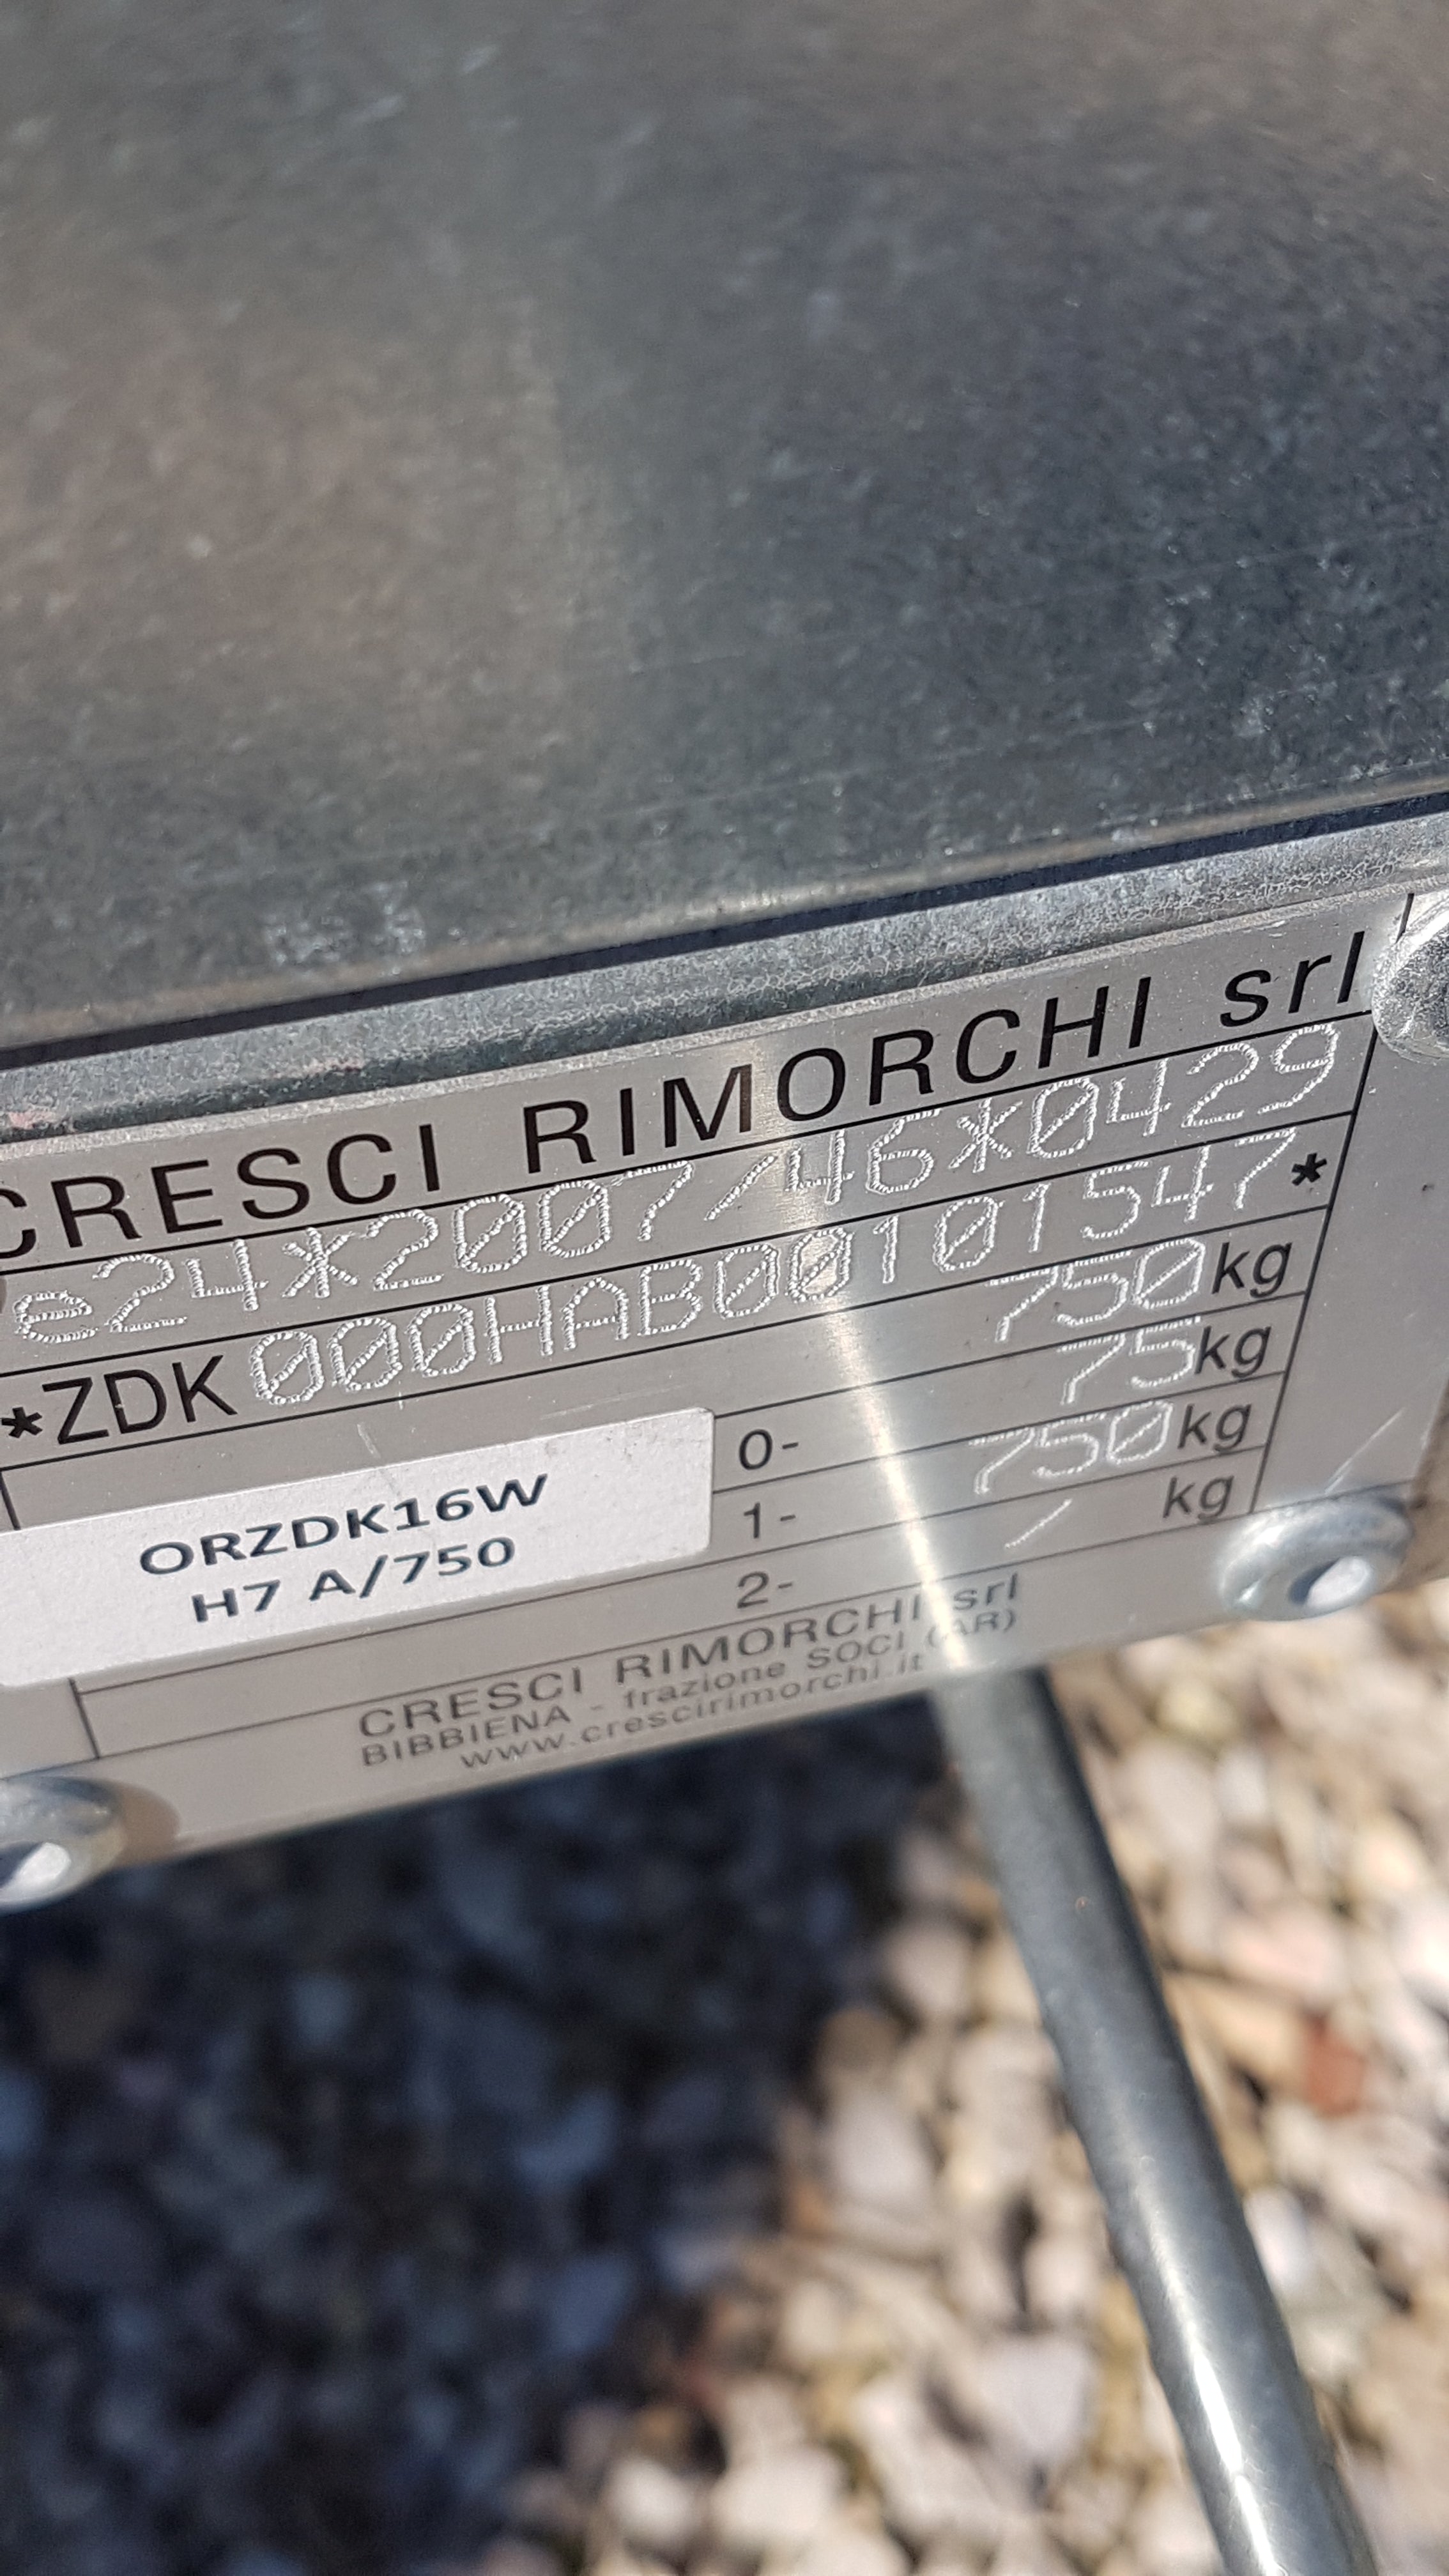 CRESCI RIMORCHI srl
e24*2007/46*0429
*ZDK000HAB00101547*
750kg
0- 75kg
1- 750kg
2- / kg
ORZDK16W
H7 A/750
CRESCI RIMORCHI srl
BIBBIENA - frazione SOCI (AR)
www.crescirimorchi.it